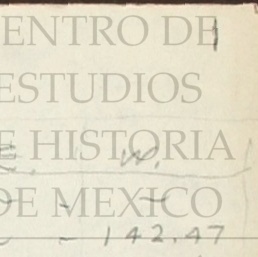 ENTRO DE
ESTUDIOS
E HISTORIA
W.
DE MEXICO
- 142.47